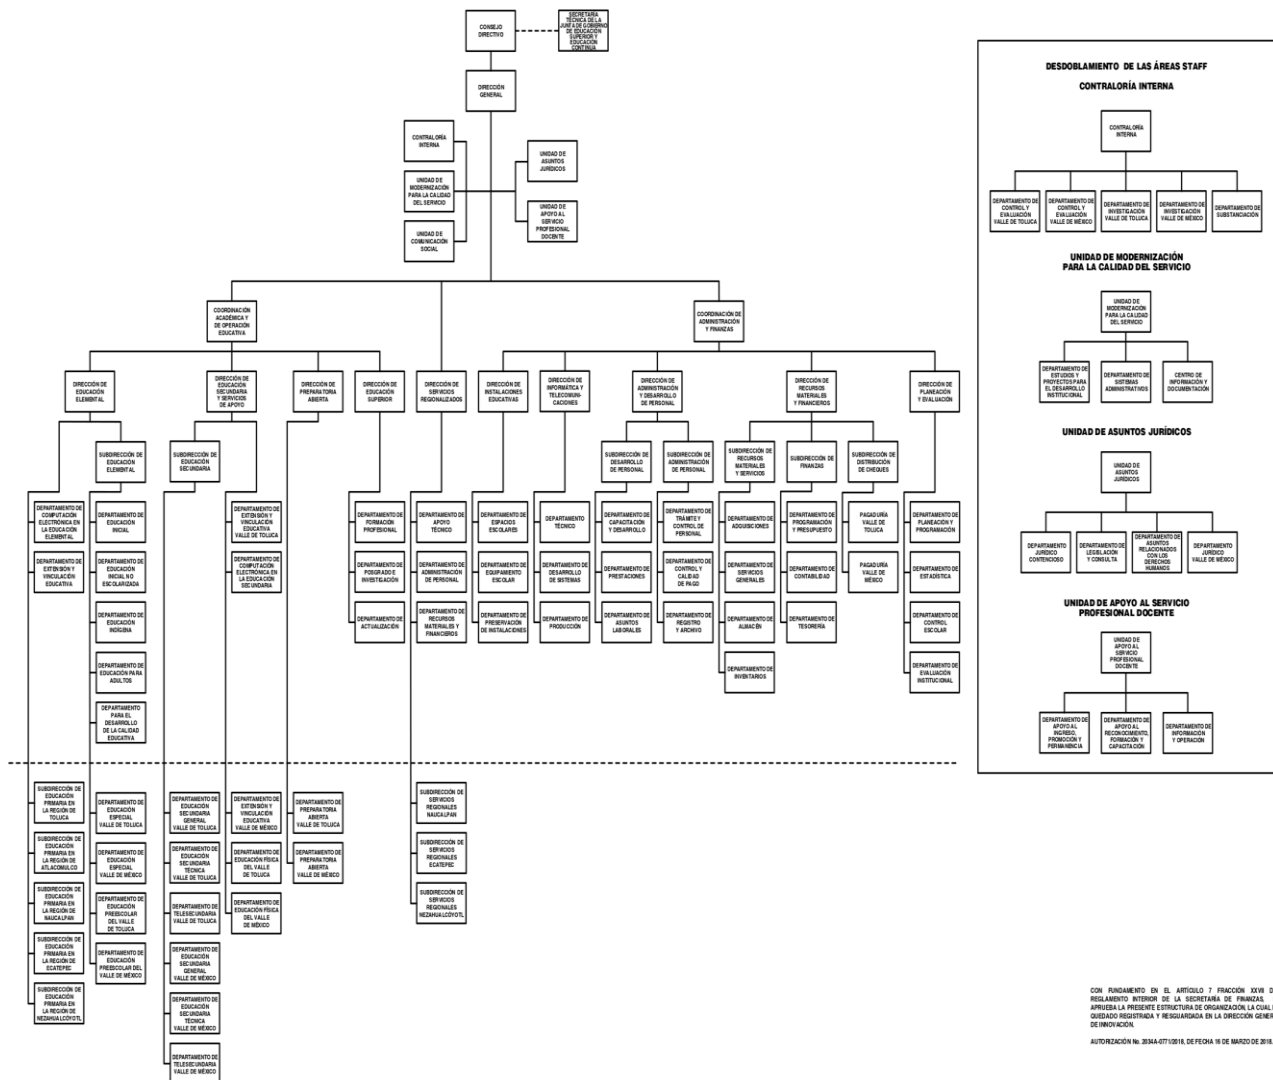 CONSEJO
DIRECTIVO
SECRETARÍA
TÉCNICA DE LA
JUNTA DE GOBIERNO
DE EDUCACIÓN
SUPERIOR Y
EDUCACIÓN
CONTINUA
DIRECCIÓN
GENERAL
CONTRALORÍA
INTERNA
UNIDAD DE
ASUNTOS
JURÍDICOS
UNIDAD DE
MODERNIZACIÓN
PARA LA CALIDAD
DEL SERVICIO
UNIDAD DE
APOYO AL
SERVICIO
PROFESIONAL
DOCENTE
UNIDAD DE
COMUNICACIÓN
SOCIAL
COORDINACIÓN
ACADÉMICA Y
DE OPERACIÓN
EDUCATIVA
COORDINACIÓN DE
ADMINISTRACIÓN
Y FINANZAS
DIRECCIÓN DE
EDUCACIÓN
ELEMENTAL
DIRECCIÓN DE
EDUCACIÓN
SECUNDARIA
Y SERVICIOS
DE APOYO
DIRECCIÓN DE
PREPARATORIA
ABIERTA
DIRECCIÓN DE
EDUCACIÓN
SUPERIOR
DIRECCIÓN DE
SERVICIOS
REGIONALIZADOS
DIRECCIÓN DE
INSTALACIONES
EDUCATIVAS
DIRECCIÓN DE
INFORMÁTICA Y
TELECOMUNI-
CACIONES
DIRECCIÓN DE
ADMINISTRACIÓN
Y DESARROLLO
DE PERSONAL
DIRECCIÓN DE
RECURSOS
MATERIALES
Y FINANCIEROS
DIRECCIÓN DE
PLANEACIÓN
Y EVALUACIÓN
SUBDIRECCIÓN DE
EDUCACIÓN
ELEMENTAL
SUBDIRECCIÓN DE
EDUCACIÓN
SECUNDARIA
SUBDIRECCIÓN DE
DESARROLLO
DE PERSONAL
SUBDIRECCIÓN DE
ADMINISTRACIÓN
DE PERSONAL
SUBDIRECCIÓN DE
RECURSOS
MATERIALES
Y SERVICIOS
SUBDIRECCIÓN DE
FINANZAS
SUBDIRECCIÓN DE
DISTRIBUCIÓN
DE CHEQUES
DEPARTAMENTO DE
COMPUTACIÓN
ELECTRÓNICA EN
LA EDUCACIÓN
ELEMENTAL
DEPARTAMENTO DE
EDUCACIÓN
INICIAL
DEPARTAMENTO DE
EXTENSIÓN Y
VINCULACIÓN
EDUCATIVA
VALLE DE TOLUCA
DEPARTAMENTO DE
FORMACIÓN
PROFESIONAL
DEPARTAMENTO DE
APOYO
TÉCNICO
DEPARTAMENTO DE
ESPACIOS
ESCOLARES
DEPARTAMENTO
TÉCNICO
DEPARTAMENTO DE
CAPACITACIÓN
Y DESARROLLO
DEPARTAMENTO DE
TRÁMITE Y
CONTROL DE
PERSONAL
DEPARTAMENTO DE
ADQUISICIONES
DEPARTAMENTO DE
PROGRAMACIÓN
Y PRESUPUESTO
PAGADURÍA
VALLE DE
TOLUCA
DEPARTAMENTO DE
PLANEACIÓN Y
PROGRAMACIÓN
DEPARTAMENTO DE
EXTENSIÓN Y
VINCULACIÓN
EDUCATIVA
DEPARTAMENTO DE
EDUCACIÓN
INICIAL NO
ESCOLARIZADA
DEPARTAMENTO DE
COMPUTACIÓN
ELECTRÓNICA EN
LA EDUCACIÓN
SECUNDARIA
DEPARTAMENTO DE
POSGRADO E
INVESTIGACIÓN
DEPARTAMENTO DE
ADMINISTRACIÓN
DE PERSONAL
DEPARTAMENTO DE
EQUIPAMIENTO
ESCOLAR
DEPARTAMENTO DE
DESARROLLO
DE SISTEMAS
DEPARTAMENTO DE
PRESTACIONES
DEPARTAMENTO DE
CONTROL Y
CALIDAD
DE PAGO
DEPARTAMENTO DE
SERVICIOS
GENERALES
DEPARTAMENTO DE
CONTABILIDAD
PAGADURÍA
VALLE DE
MÉXICO
DEPARTAMENTO DE
ESTADÍSTICA
DEPARTAMENTO DE
EDUCACIÓN
INDÍGENA
DEPARTAMENTO DE
ACTUALIZACIÓN
DEPARTAMENTO DE
RECURSOS
MATERIALES Y
FINANCIEROS
DEPARTAMENTO DE
PRESERVACIÓN
DE INSTALACIONES
DEPARTAMENTO DE
PRODUCCIÓN
DEPARTAMENTO DE
ASUNTOS
LABORALES
DEPARTAMENTO DE
REGISTRO
Y ARCHIVO
DEPARTAMENTO DE
ALMACÉN
DEPARTAMENTO DE
TESORERÍA
DEPARTAMENTO DE
CONTROL
ESCOLAR
DEPARTAMENTO DE
EDUCACIÓN PARA
ADULTOS
DEPARTAMENTO DE
INVENTARIOS
DEPARTAMENTO DE
EVALUACIÓN
INSTITUCIONAL
DEPARTAMENTO
PARA EL
DESARROLLO
DE LA CALIDAD
EDUCATIVA
SUBDIRECCIÓN DE
EDUCACIÓN
PRIMARIA EN
LA REGIÓN DE
TOLUCA
DEPARTAMENTO DE
EDUCACIÓN
ESPECIAL
VALLE DE TOLUCA
DEPARTAMENTO DE
EDUCACIÓN
SECUNDARIA
GENERAL
VALLE DE TOLUCA
DEPARTAMENTO DE
EXTENSIÓN Y
VINCULACIÓN
EDUCATIVA
VALLE DE MÉXICO
DEPARTAMENTO DE
PREPARATORIA
ABIERTA
VALLE DE TOLUCA
SUBDIRECCIÓN DE
SERVICIOS
REGIONALES
NAUCALPAN
SUBDIRECCIÓN DE
EDUCACIÓN
PRIMARIA EN
LA REGIÓN DE
ATLACOMULCO
DEPARTAMENTO DE
EDUCACIÓN
ESPECIAL
VALLE DE MÉXICO
DEPARTAMENTO DE
EDUCACIÓN
SECUNDARIA
TÉCNICA
VALLE DE TOLUCA
DEPARTAMENTO DE
EDUCACIÓN FÍSICA
DEL VALLE
DE TOLUCA
DEPARTAMENTO DE
PREPARATORIA
ABIERTA
VALLE DE MÉXICO
SUBDIRECCIÓN DE
SERVICIOS
REGIONALES
ECATEPEC
SUBDIRECCIÓN DE
EDUCACIÓN
PRIMARIA EN
LA REGIÓN DE
NAUCALPAN
DEPARTAMENTO DE
EDUCACIÓN
PREESCOLAR
DEL VALLE
DE TOLUCA
DEPARTAMENTO DE
TELESECUNDARIA
VALLE DE TOLUCA
DEPARTAMENTO DE
EDUCACIÓN FÍSICA
DEL VALLE
DE MÉXICO
SUBDIRECCIÓN DE
SERVICIOS
REGIONALES
NEZAHUALCÓYOTL
SUBDIRECCIÓN DE
EDUCACIÓN
PRIMARIA EN
LA REGIÓN DE
ECATEPEC
DEPARTAMENTO DE
EDUCACIÓN
PREESCOLAR DEL
VALLE DE MÉXICO
DEPARTAMENTO DE
EDUCACIÓN
SECUNDARIA
GENERAL
VALLE DE MÉXICO
SUBDIRECCIÓN DE
EDUCACIÓN
PRIMARIA EN
LA REGIÓN DE
NEZAHUALCÓYOTL
DEPARTAMENTO DE
EDUCACIÓN
SECUNDARIA
TÉCNICA
VALLE DE MÉXICO
DEPARTAMENTO DE
TELESECUNDARIA
VALLE DE MÉXICO
DESDOBLAMIENTO DE LAS ÁREAS STAFF
CONTRALORÍA INTERNA
CONTRALORÍA
INTERNA
DEPARTAMENTO DE
CONTROL Y
EVALUACIÓN
VALLE DE TOLUCA
DEPARTAMENTO DE
CONTROL Y
EVALUACIÓN
VALLE DE MÉXICO
DEPARTAMENTO DE
INVESTIGACIÓN
VALLE DE TOLUCA
DEPARTAMENTO DE
INVESTIGACIÓN
VALLE DE MÉXICO
DEPARTAMENTO DE
SUBSTANCIACIÓN
UNIDAD DE MODERNIZACIÓN
PARA LA CALIDAD DEL SERVICIO
UNIDAD DE
MODERNIZACIÓN
PARA LA CALIDAD
DEL SERVICIO
DEPARTAMENTO DE
ESTUDIOS Y
PROYECTOS PARA
EL DESARROLLO
INSTITUCIONAL
DEPARTAMENTO DE
SISTEMAS
ADMINISTRATIVOS
CENTRO DE
INFORMACIÓN Y
DOCUMENTACIÓN
UNIDAD DE ASUNTOS JURÍDICOS
UNIDAD DE
ASUNTOS
JURÍDICOS
DEPARTAMENTO
JURÍDICO
CONTENCIOSO
DEPARTAMENTO DE
LEGISLACIÓN
Y CONSULTA
DEPARTAMENTO DE
ASUNTOS
RELACIONADOS
CON LOS
DERECHOS
HUMANOS
DEPARTAMENTO
JURÍDICO
VALLE DE MÉXICO
UNIDAD DE APOYO AL SERVICIO
PROFESIONAL DOCENTE
UNIDAD DE
APOYO AL
SERVICIO
PROFESIONAL
DOCENTE
DEPARTAMENTO DE
APOYO AL
INGRESO,
PROMOCIÓN Y
PERMANENCIA
DEPARTAMENTO DE
APOYO AL
RECONOCIMIENTO,
FORMACIÓN Y
CAPACITACIÓN
DEPARTAMENTO DE
INFORMACIÓN
Y OPERACIÓN
CON FUNDAMENTO EN EL ARTÍCULO 7 FRACCIÓN XXVII D
REGLAMENTO INTERIOR DE LA SECRETARÍA DE FINANZAS,
APRUEBA LA PRESENTE ESTRUCTURA DE ORGANIZACIÓN, LA CUAL
QUEDADO REGISTRADA Y RESGUARDADA EN LA DIRECCIÓN GENER
DE INNOVACIÓN.
AUTORIZACIÓN No. 2034A-0771/2018, DE FECHA 16 DE MARZO DE 2018.